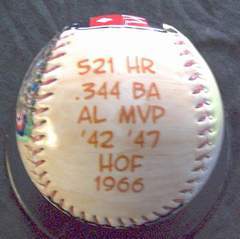 521 HR
.344 BA
AL MVP
'42 '47
HOF
1966